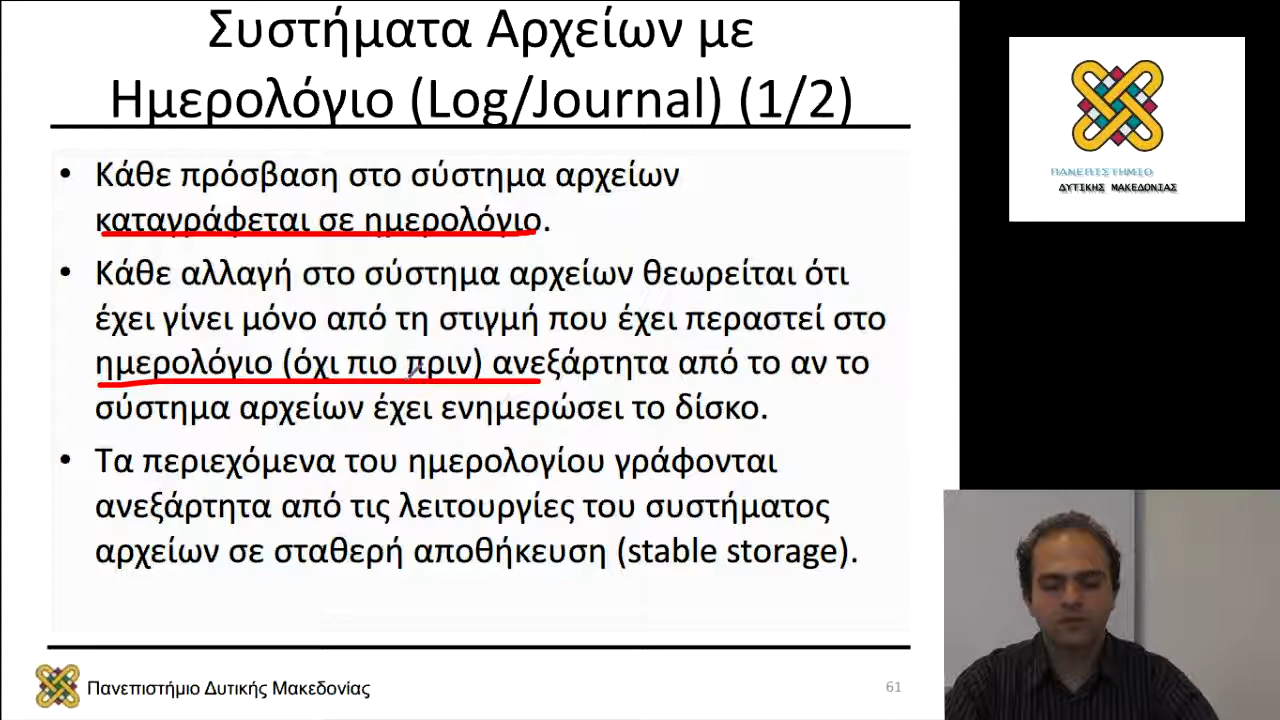 Συστήματα Αρχείων με
Ημερολόγιο (Log/Journal) (1/2)
• Κάθε πρόσβαση στο σύστημα αρχείων
καταγράφεται σε ημερολόγιο.
• Κάθε αλλαγή στο σύστημα αρχείων θεωρείται ότι
έχει γίνει μόνο από τη στιγμή που έχει περαστεί στο
ημερολόγιο (όχι πιο πριν) ανεξάρτητα από το αν το
σύστημα αρχείων έχει ενημερώσει το δίσκο.
• Τα περιεχόμενα του ημερολογίου γράφονται
ανεξάρτητα από τις λειτουργίες του συστήματος
αρχείων σε σταθερή αποθήκευση (stable storage).
Πανεπιστήμιο Δυτικής Μακεδονίας
61
ΠΑΝΕΠΙΣΤΗΜΙΟ
ΔΥΤΙΚΗΣ ΜΑΚΕΔΟΝΙΑΣ